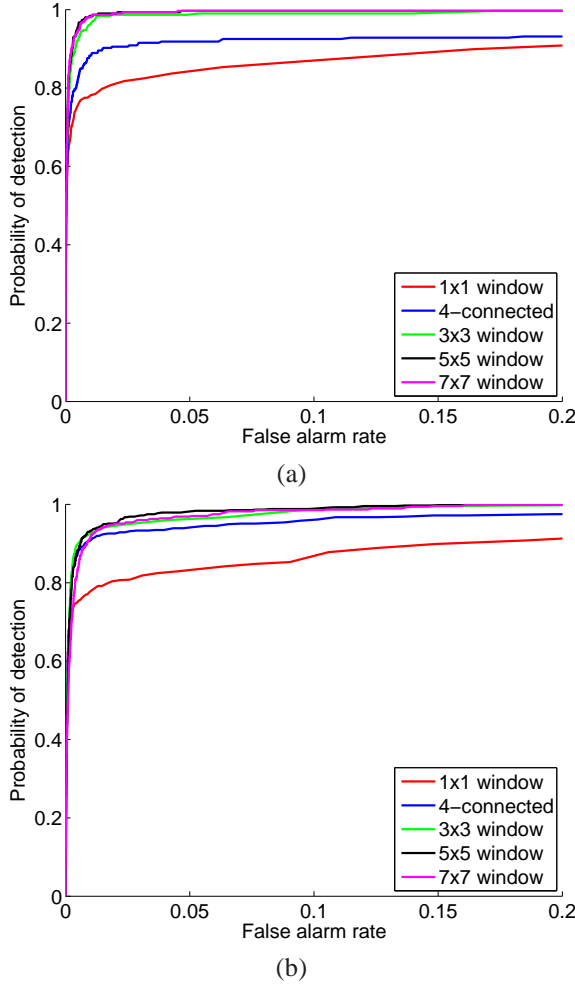 1
0.8
0.6
0.4
0.2
0
Probability of detection
1x1 window
4−connected
3x3 window
5x5 window
7x7 window
0 0.05 0.1 0.15 0.2
False alarm rate
(a)
1
0.8
0.6
0.4
0.2
0
Probability of detection
1x1 window
4−connected
3x3 window
5x5 window
7x7 window
0 0.05 0.1 0.15 0.2
False alarm rate
(b)